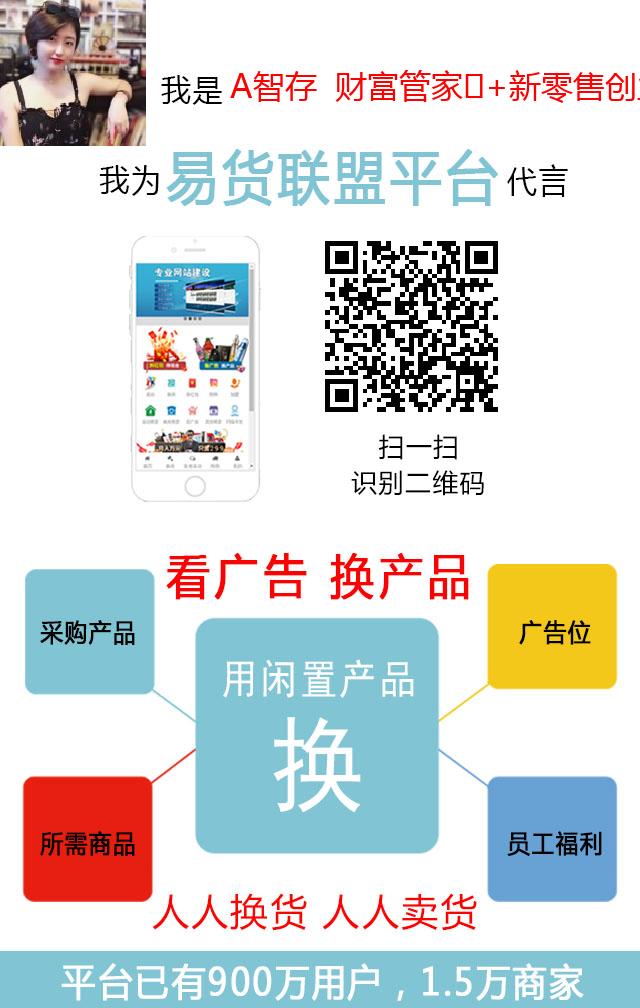 我是 A智存 财富管家▯+新零售创
我为 易货联盟平台 代言
专业网站建设
扫一扫
识别二维码
看广告 换产品
采购产品
广告位
用闲置产品
换
所需商品
员工福利
人人换货 人人卖货
平台已有900万用户，1.5万商家